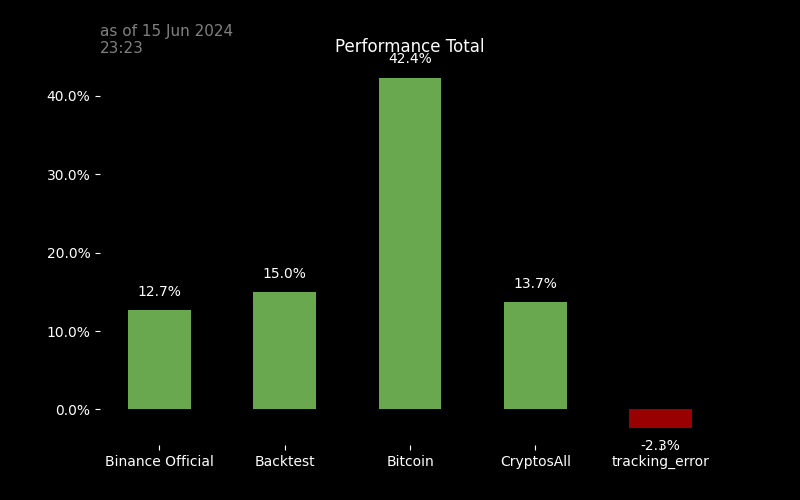 as of 15 Jun 2024
23:23
Performance Total
42.4%
40.0%
30.0%
20.0%
10.0%
0.0%
12.7%
15.0%
13.7%
-2.3%
Binance Official
Backtest
Bitcoin
CryptosAll
tracking_error